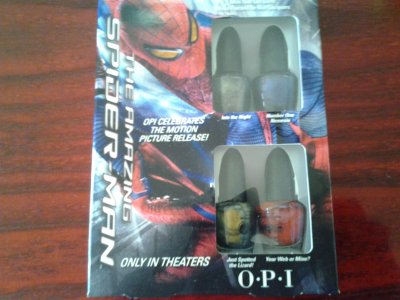 THE AMAZING
SPIDER-MAN
OPI CELEBRATES
THE MOTION
PICTURE RELEASE!
Into the Night
Number One
Nemesis
Just Spotted
the Lizard!
Your Web or Mine?
ONLY IN THEATERS
O·P·I